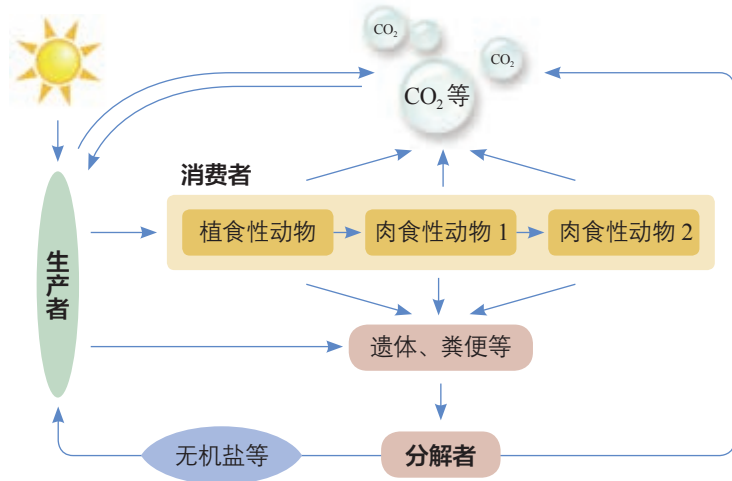 CO₂
CO₂
CO₂等
消费者
植食性动物
肉食性动物 1
肉食性动物 2
生产者
遗体、粪便等
无机盐等
分解者